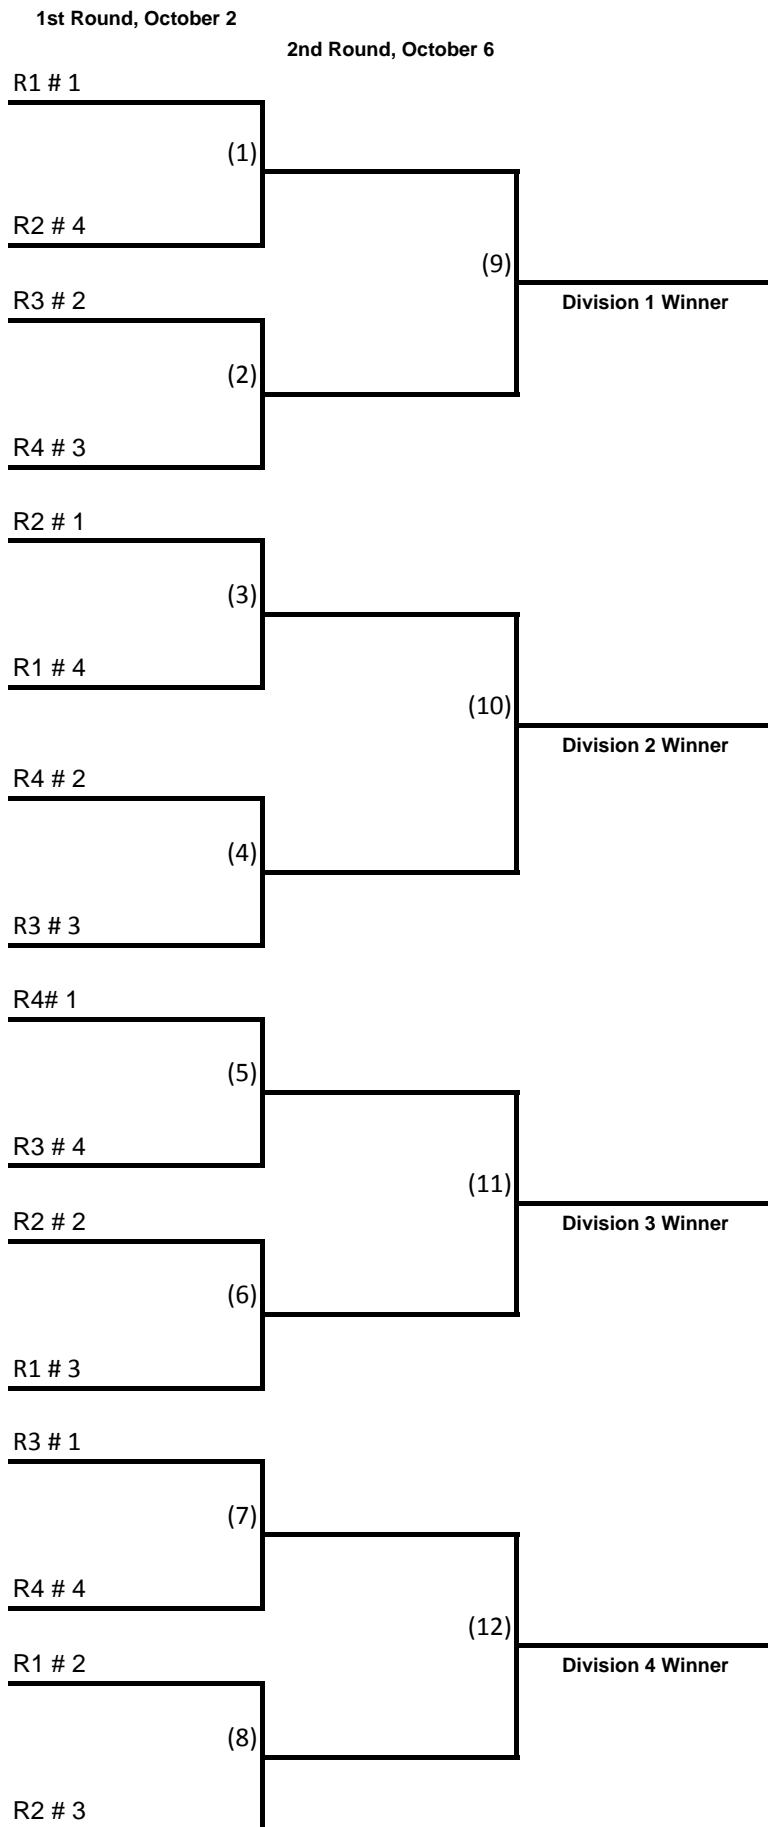 1st Round, October 2
2nd Round, October 6
R1 # 1
(1)
R2 # 4
(9)
R3 # 2
Division 1 Winner
(2)
R4 # 3
R2 # 1
(3)
R1 # 4
(10)
Division 2 Winner
R4 # 2
(4)
R3 # 3
R4# 1
(5)
R3 # 4
(11)
R2 # 2
Division 3 Winner
(6)
R1 # 3
R3 # 1
(7)
R4 # 4
(12)
R1 # 2
Division 4 Winner
(8)
R2 # 3